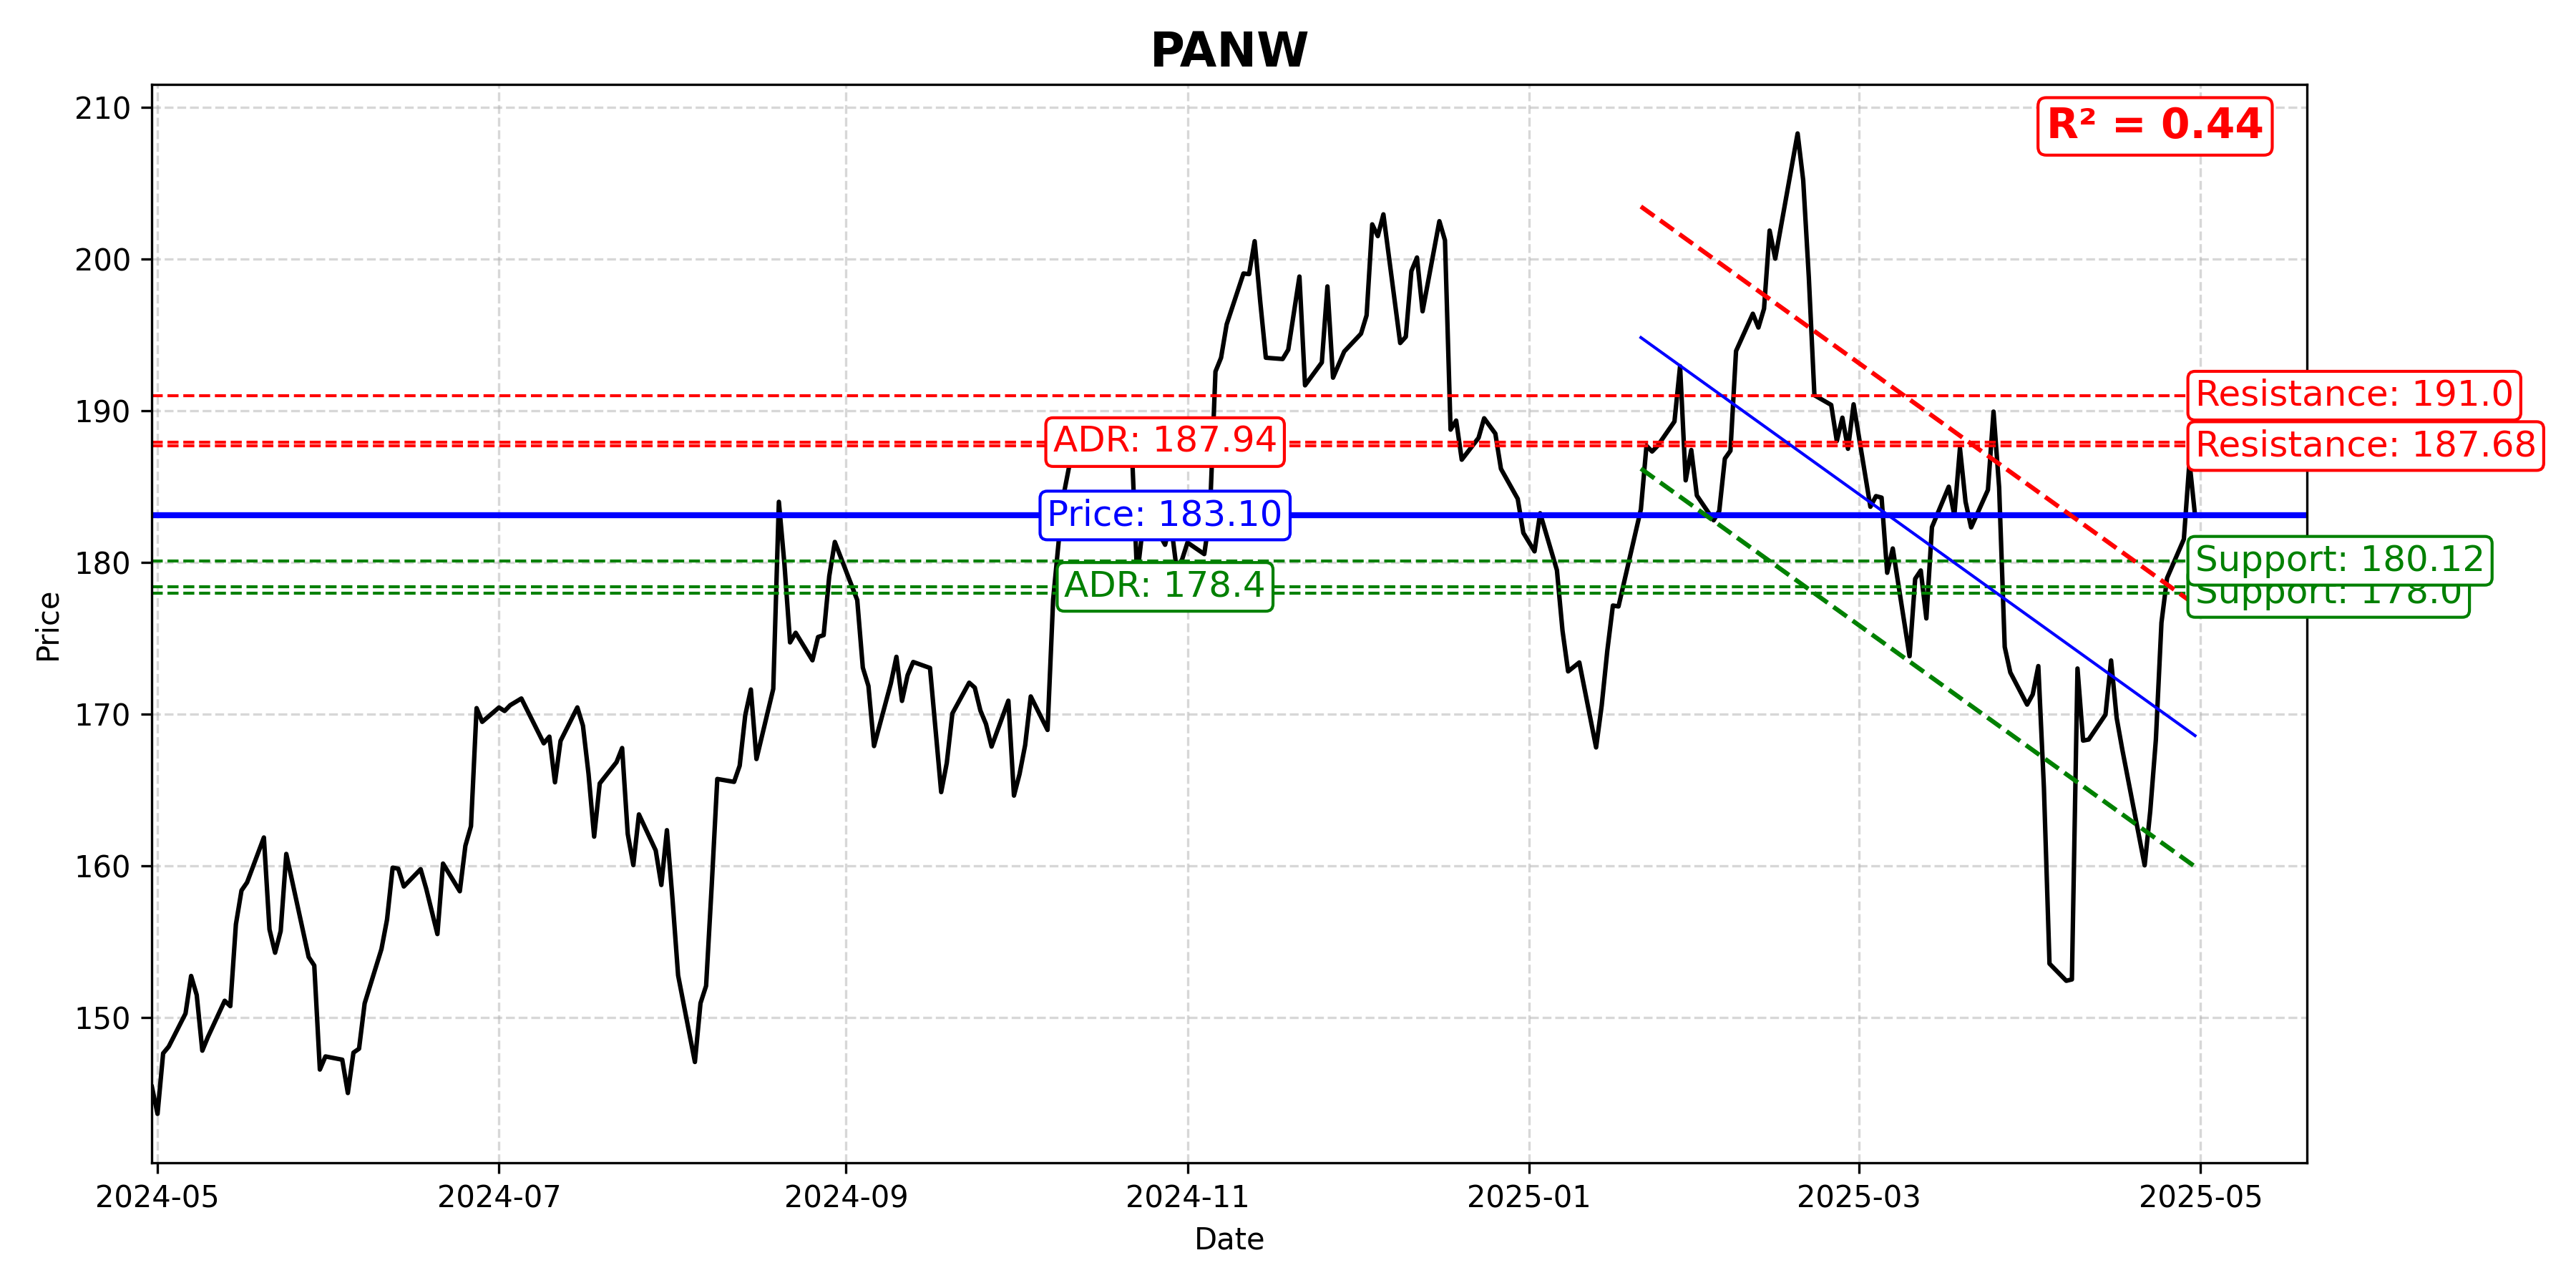 PANW
R² = 0.44
210
200
190
180
170
160
150
Price
Resistance: 191.0
ADR: 187.94
Resistance: 187.68
Price: 183.10
Support: 180.12
ADR: 178.4
Support: 178.0
2024-05
2024-07
2024-09
2024-11
2025-01
2025-03
2025-05
Date